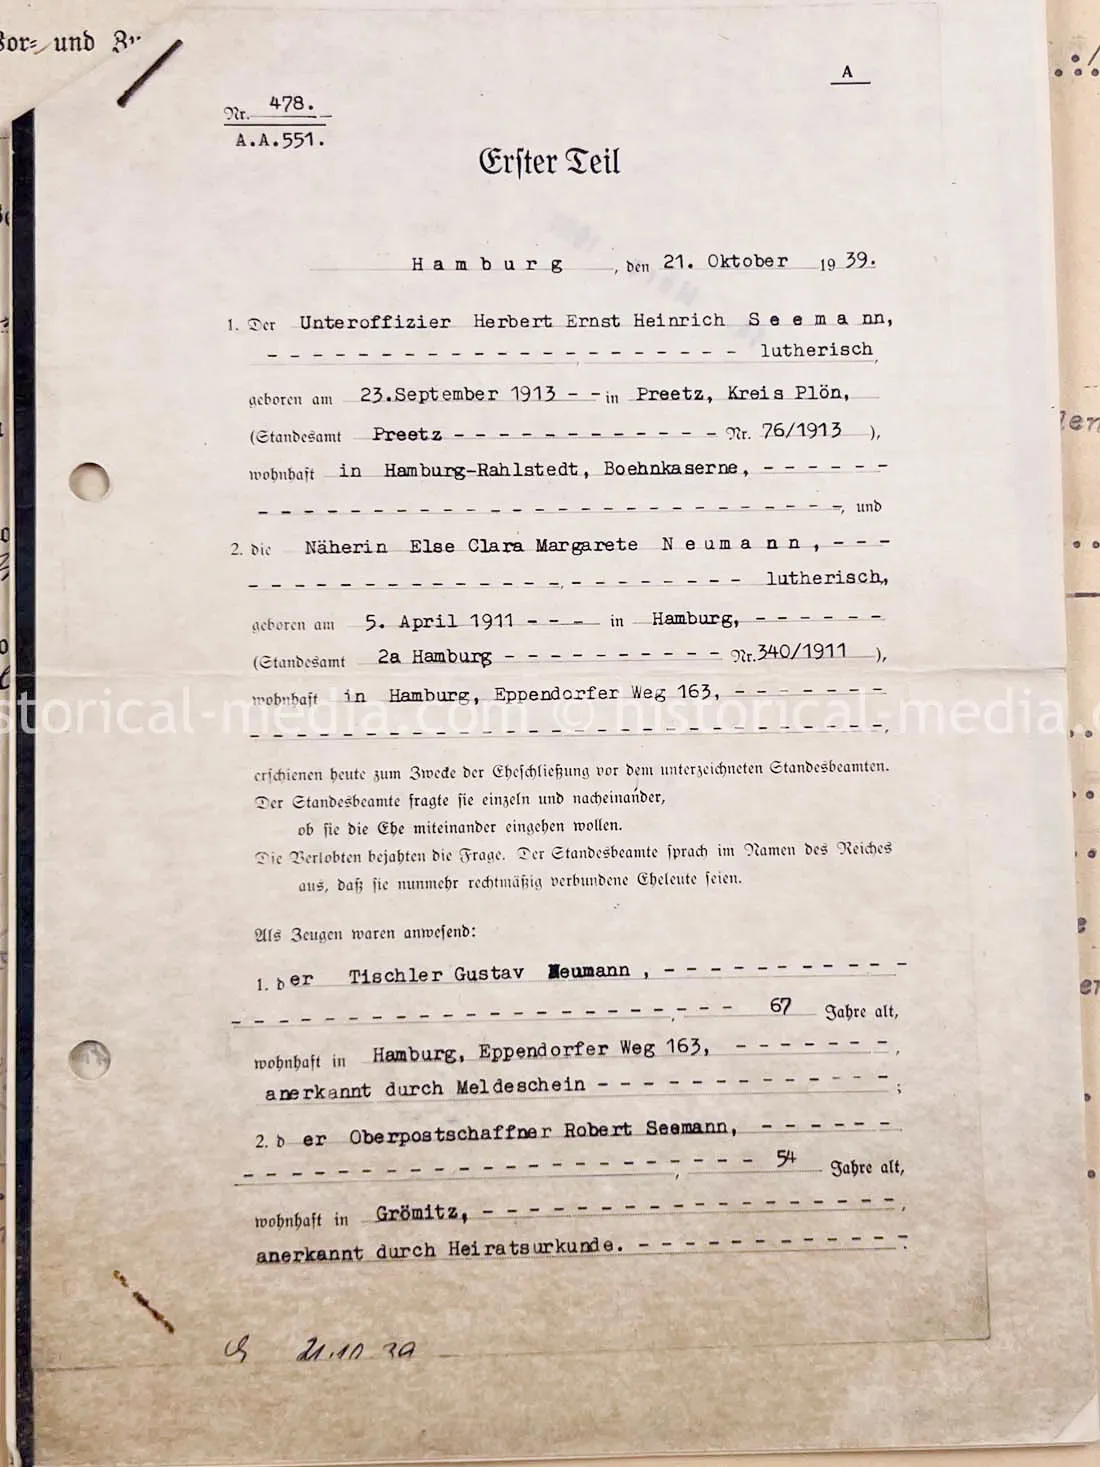 Vor- und
A
Nr. 478.
A.A.551.
Erster Teil
Hamburg, den 21. Oktober 1939.
1. Der Unteroffizier Herbert Ernst Heinrich Seemann,
- - - - - - - - - - - - - - - - - - - - lutherisch,
geboren am 23.September 1913 - - in Preetz, Kreis Plön,
(Standesamt Preetz - - - - - - - - - - - - - Nr. 76/1913 ),
wohnhaft in Hamburg-Rahlstedt, Boehnkaserne, - - - - - -
- - - - - - - - - - - - - - - - - - - - , und
2. die Näherin Else Clara Margarete Neumann, - - -
- - - - - - - - - - - - - - - - - - - - lutherisch,
geboren am 5. April 1911 - - - in Hamburg, - - - - - -
(Standesamt 2a Hamburg - - - - - - - - - - - Nr.340/1911 ),
wohnhaft in Hamburg, Eppendorfer Weg 163, - - - - - -
storical-media.com © historical-media.c
- - - - - - - - - - - - - - - - - - - - ,
erschienen heute zum Zwecke der Eheschließung vor dem unterzeichneten Standesbeamten.
Der Standesbeamte fragte sie einzeln und nacheinander,
ob sie die Ehe miteinander eingehen wollen.
Die Verlobten bejahten die Frage. Der Standesbeamte sprach im Namen des Reiches
aus, daß sie nunmehr rechtmäßig verbundene Eheleute seien.
Als Zeugen waren anwesend:
1. der Tischler Gustav Neumann, - - - - - - - - - - -
- - - - - - - - - - - - - - - - - - 67 Jahre alt,
wohnhaft in Hamburg, Eppendorfer Weg 163, - - - - - - -,
anerkannt durch Meldeschein - - - - - - - - - - - - - ;
2. der Oberpostschaffner Robert Seemann, - - - - - -
- - - - - - - - - - - - - - - - - - 54 Jahre alt,
wohnhaft in Grömitz, - - - - - - - - - - - - - - - - - -,
anerkannt durch Heiratsurkunde. - - - - - - - - - - - -.
21.10 39